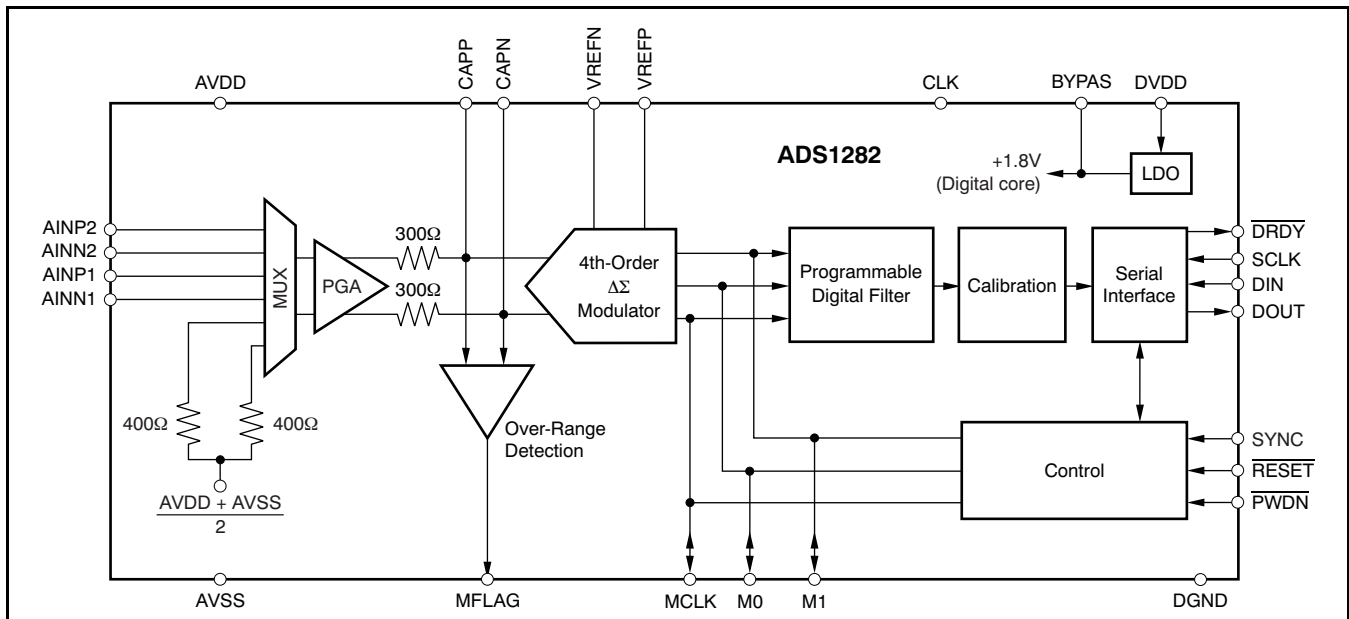 CAPP
CAPN
VREFN
VREFP
AVDD
CLK
BYPAS
DVDD
ADS1282
+1.8V
(Digital core)
LDO
AINP2
AINN2
AINP1
AINN1
MUX
PGA
300Ω
300Ω
4th-Order
ΔΣ
Modulator
Programmable
Digital Filter
Calibration
Serial
Interface
DRDY
SCLK
DIN
DOUT
400Ω
400Ω
AVDD + AVSS
2
Over-Range
Detection
Control
SYNC
RESET
PWDN
AVSS
MFLAG
MCLK
M0
M1
DGND